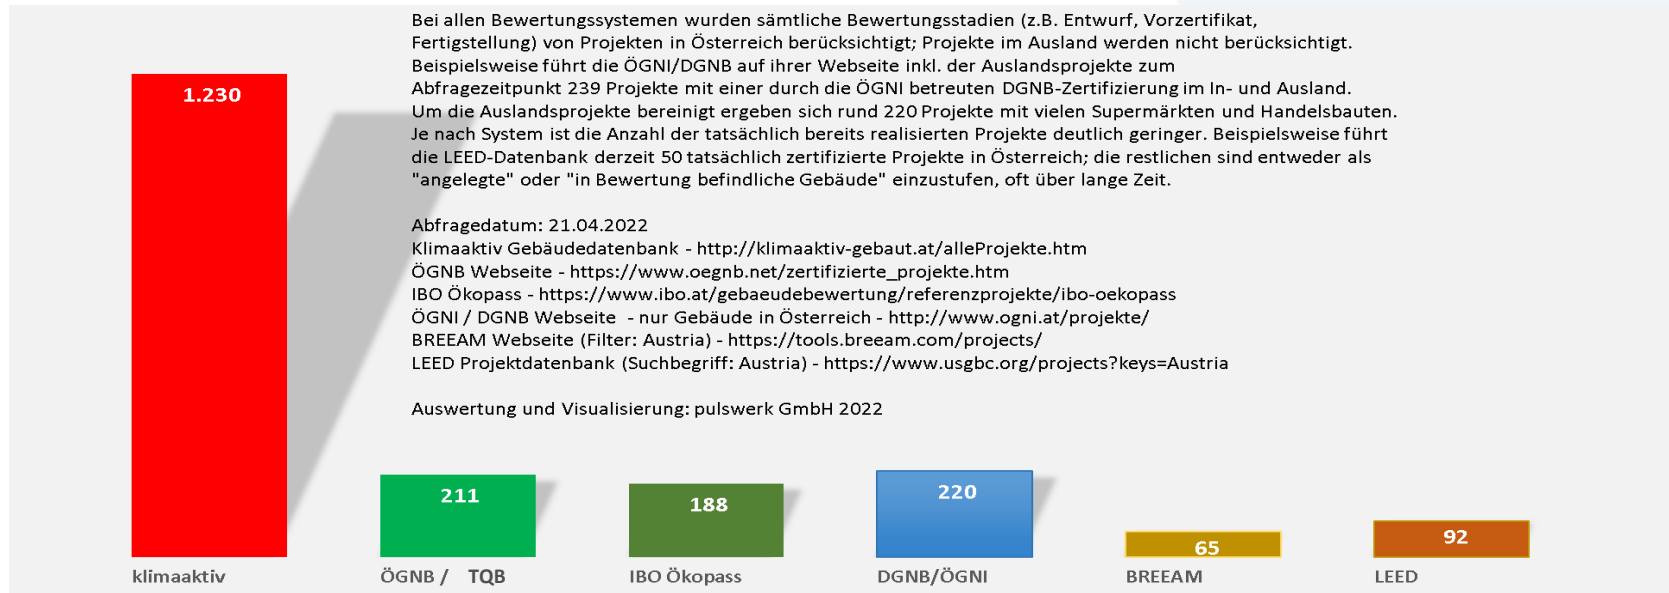 Bei allen Bewertungssystemen wurden sämtliche Bewertungsstadien (z.B. Entwurf, Vorzertifikat,
Fertigstellung) von Projekten in Österreich berücksichtigt; Projekte im Ausland werden nicht berücksichtigt.
Beispielsweise führt die ÖGNI/DGNB auf ihrer Webseite inkl. der Auslandsprojekte zum
Abfragezeitpunkt 239 Projekte mit einer durch die ÖGNI betreuten DGNB-Zertifizierung im In- und Ausland.
Um die Auslandsprojekte bereinigt ergeben sich rund 220 Projekte mit vielen Supermärkten und Handelsbauten.
Je nach System ist die Anzahl der tatsächlich bereits realisierten Projekte deutlich geringer. Beispielsweise führt
die LEED-Datenbank derzeit 50 tatsächlich zertifizierte Projekte in Österreich; die restlichen sind entweder als
"angelegte" oder "in Bewertung befindliche Gebäude" einzustufen, oft über lange Zeit.
Abfragedatum: 21.04.2022
Klimaaktiv Gebäudedatenbank - http://klimaaktiv-gebaut.at/alleProjekte.htm
ÖGNB Webseite - https://www.oegnb.net/zertifizierte_projekte.htm
IBO Ökopass - https://www.ibo.at/gebaeudebewertung/referenzprojekte/ibo-oekopass
ÖGNI / DGNB Webseite - nur Gebäude in Österreich - http://www.ogni.at/projekte/
BREEAM Webseite (Filter: Austria) - https://tools.breeam.com/projects/
LEED Projektdatenbank (Suchbegriff: Austria) - https://www.usgbc.org/projects?keys=Austria
Auswertung und Visualisierung: pulswerk GmbH 2022
1.230
211
188
220
65
92
klimaaktiv
ÖGNB / TQB
IBO Ökopass
DGNB/ÖGNI
BREEAM
LEED